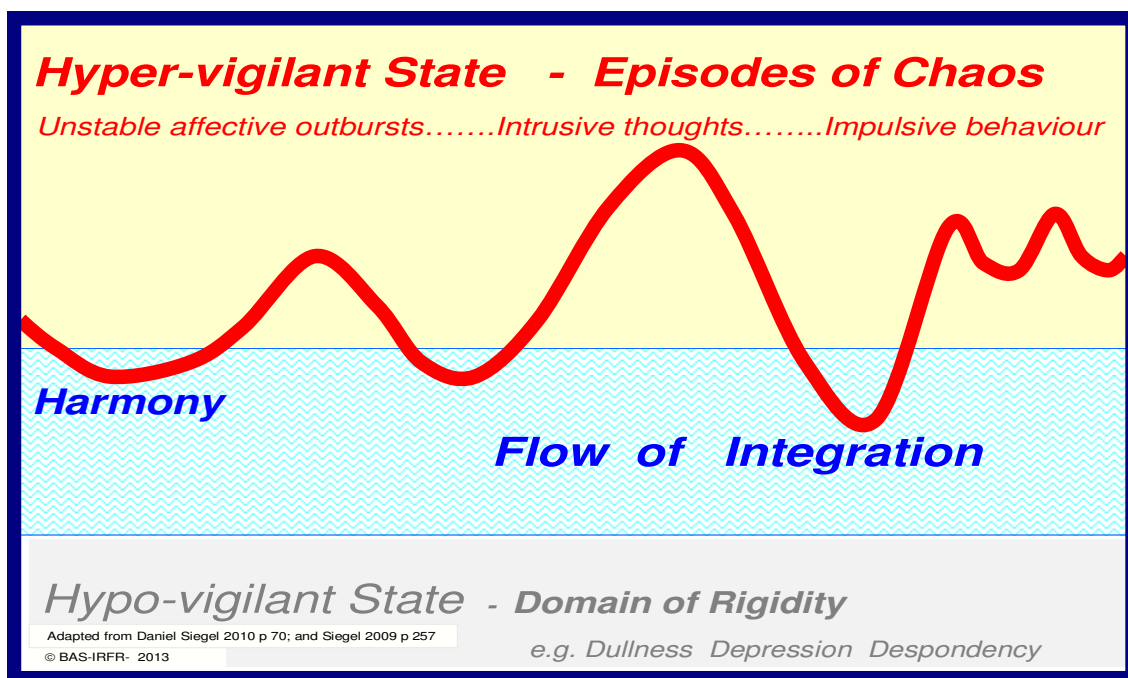 Hyper-vigilant State - Episodes of Chaos
Unstable affective outbursts…….Intrusive thoughts……..Impulsive behaviour
Harmony
Flow of Integration
Hypo-vigilant State - Domain of Rigidity
Adapted from Daniel Siegel 2010 p 70; and Siegel 2009 p 257
e.g. Dullness Depression Despondency
© BAS-IRFR- 2013